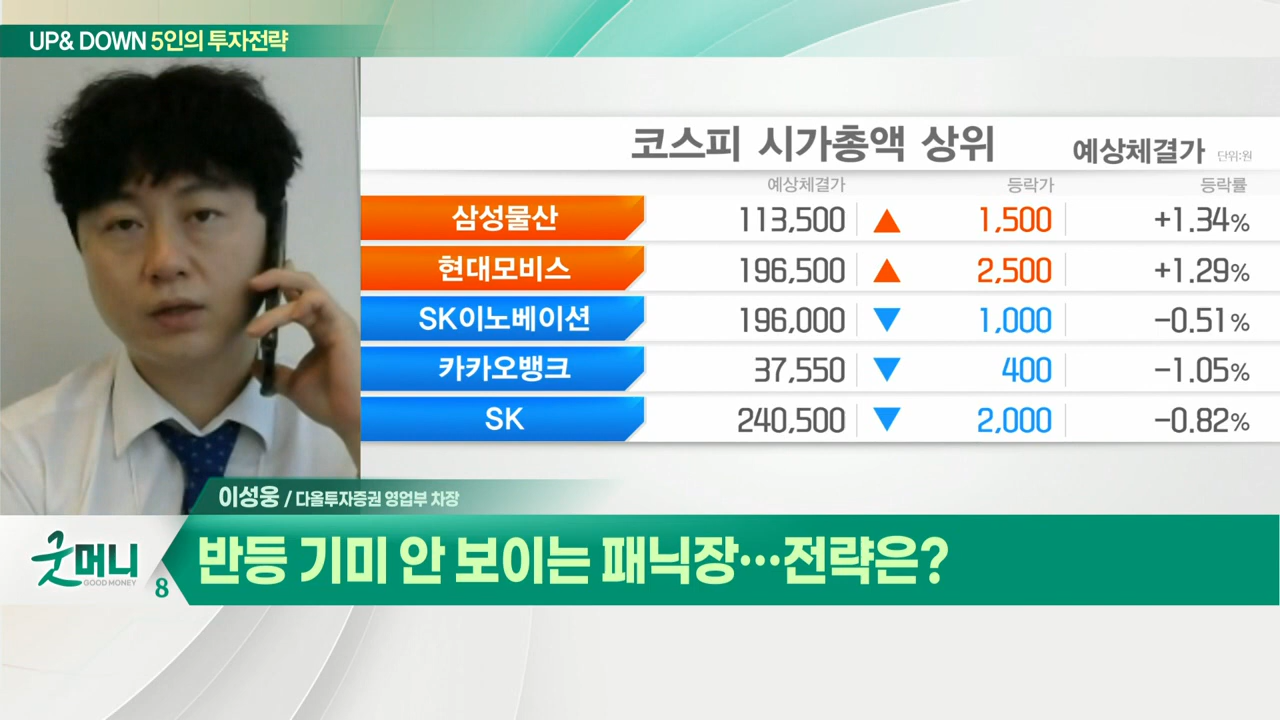 UP& DOWN 5인의 투자전략
코스피 시가총액 상위 예상체결가 단위:원
예상체결가 등락가 등락률
삼성물산 113,500 ▲ 1,500 +1.34%
현대모비스 196,500 ▲ 2,500 +1.29%
SK이노베이션 196,000 ▼ 1,000 -0.51%
카카오뱅크 37,550 ▼ 400 -1.05%
SK 240,500 ▼ 2,000 -0.82%
이성웅 / 다올투자증권 영업부 차장
굿머니
GOOD MONEY
8
반등 기미 안 보이는 패닉장…전략은?